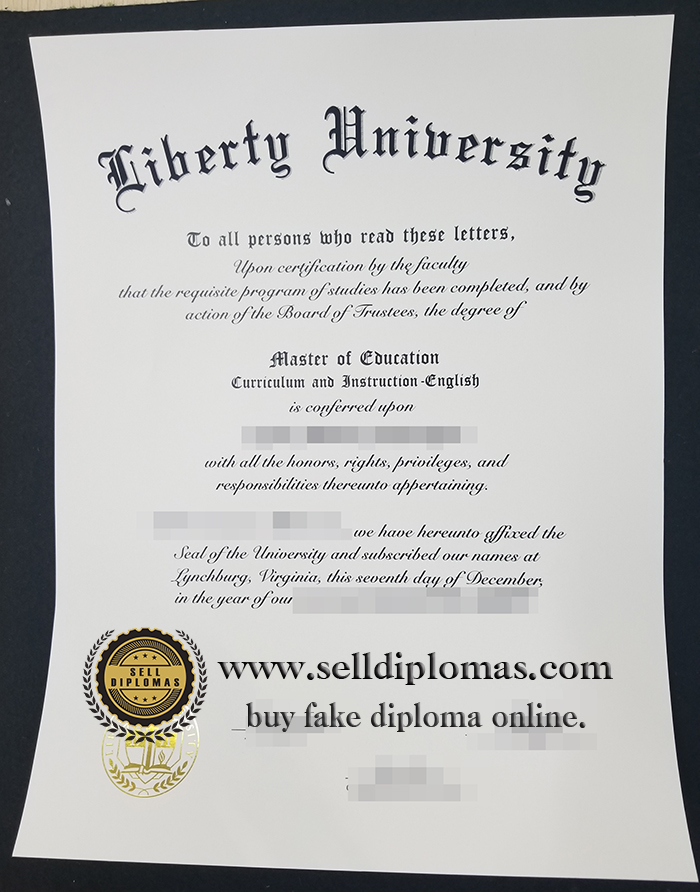 Liberty University
To all persons who read these letters,
Upon certification by the faculty
that the requisite program of studies has been completed, and by
action of the Board of Trustees, the degree of
Master of Education
Curriculum and Instruction-English
is conferred upon
with all the honors, rights, privileges, and
responsibilities thereunto appertaining.
we have hereunto affixed the
Seal of the University and subscribed our names at
Lynchburg, Virginia, this seventh day of December,
in the year of our
SELL
DIPLOMAS
www.selldiplomas.com
buy fake diploma online.